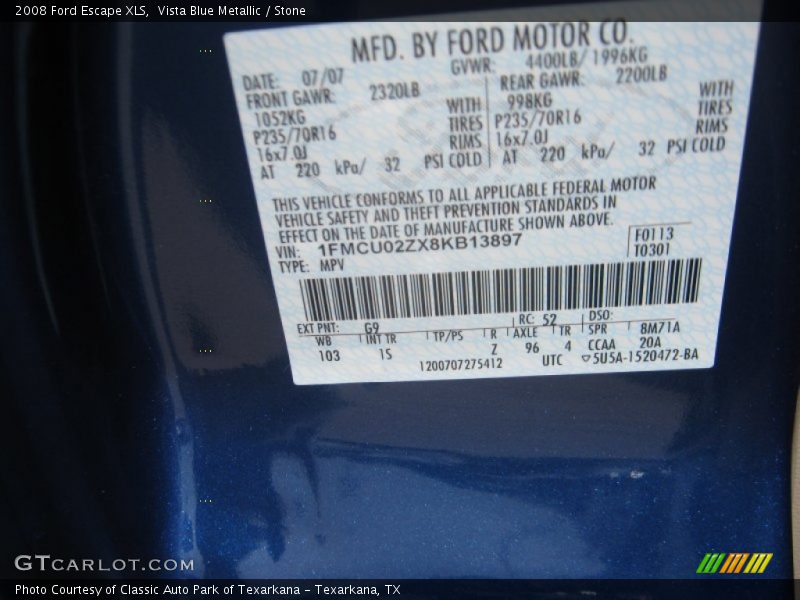 2008 Ford Escape XLS,  Vista Blue Metallic / Stone
MFD. BY FORD MOTOR CO.
DATE: 07/07 GVWR: 4400LB/ 1996KG
FRONT GAWR: 2320LB REAR GAWR: 2200LB
1052KG WITH 998KG WITH
P235/70R16 TIRES P235/70R16 TIRES
16x7.0J RIMS 16x7.0J RIMS
AT 220 kPa/ 32 PSI COLD AT 220 kPa/ 32 PSI COLD
THIS VEHICLE CONFORMS TO ALL APPLICABLE FEDERAL MOTOR
VEHICLE SAFETY AND THEFT PREVENTION STANDARDS IN
EFFECT ON THE DATE OF MANUFACTURE SHOWN ABOVE.
VIN: 1FMCU02ZX8KB13897 F0113
TYPE: MPV T0301
EXT PNT: G9 RC: 52 DSO:
WB INT TR TP/PS R AXLE TR SPR 8M71A
103 IS Z 96 4 CCAA 20A
1200707275412 UTC ▽5U5A-1520472-BA
GTCARLOT.COM
Photo Courtesy of Classic Auto Park of Texarkana - Texarkana, TX